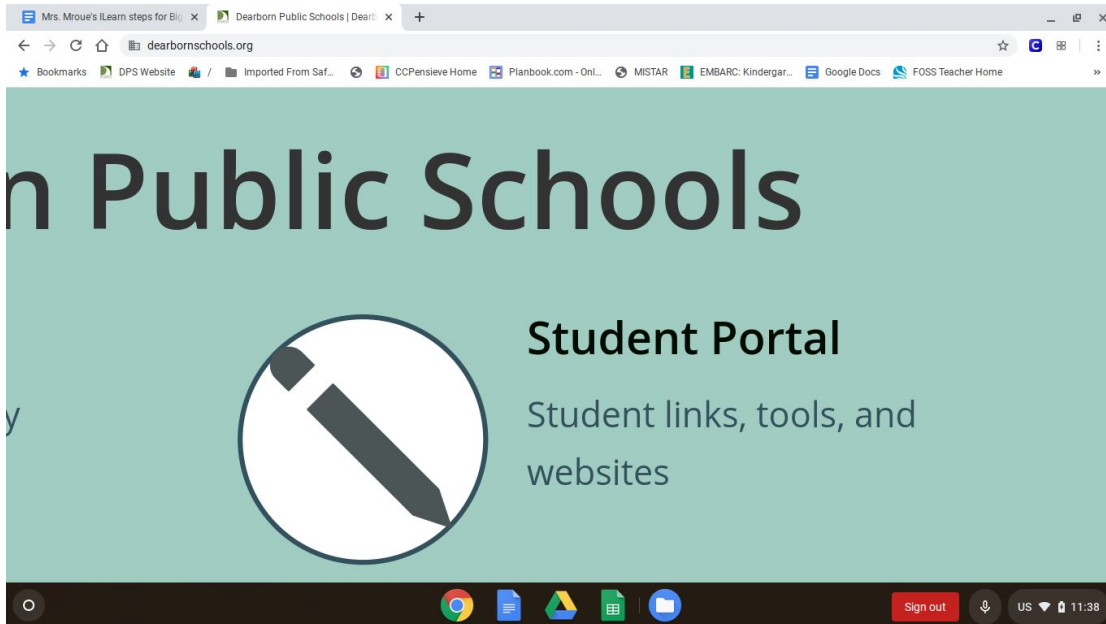 Mrs. Mroue's ILearn steps for Big
Dearborn Public Schools | Dearb
dearbornschools.org
Bookmarks DPS Website / Imported From Saf... CCPensieve Home Planbook.com - Onl... MISTAR EMBARC: Kindergar... Google Docs FOSS Teacher Home »
n Public Schools
Student Portal
y
Student links, tools, and
websites
Sign out US 11:38